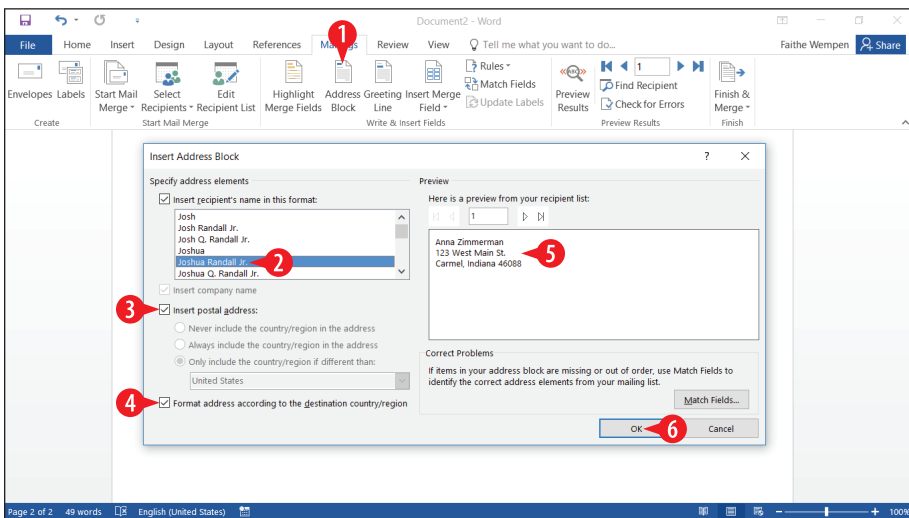 Document2 - Word
File Home Insert Design Layout References Mailings Review View Tell me what you want to do... Faithe Wempen Share
1
Envelopes Labels
Create
Start Mail Merge Select Recipients Edit Recipient List
Start Mail Merge
Highlight Merge Fields Address Block Greeting Line Insert Merge Field
Rules
Match Fields
Update Labels
Write & Insert Fields
«ABC»
Preview Results
1
Find Recipient
Check for Errors
Preview Results
Finish & Merge
Finish
Insert Address Block ?
Specify address elements
Insert recipient's name in this format:
Josh
Josh Randall Jr.
Josh Q. Randall Jr.
Joshua
Joshua Randall Jr.
2
Joshua Q. Randall Jr.
Insert company name
3
Insert postal address:
Never include the country/region in the address
Always include the country/region in the address
Only include the country/region if different than:
United States
4
Format address according to the destination country/region
Preview
Here is a preview from your recipient list:
1
Anna Zimmerman
123 West Main St.
Carmel, Indiana 46088
5
Correct Problems
If items in your address block are missing or out of order, use Match Fields to
identify the correct address elements from your mailing list.
Match Fields...
OK
6
Cancel
Page 2 of 2 49 words English (United States) 100%